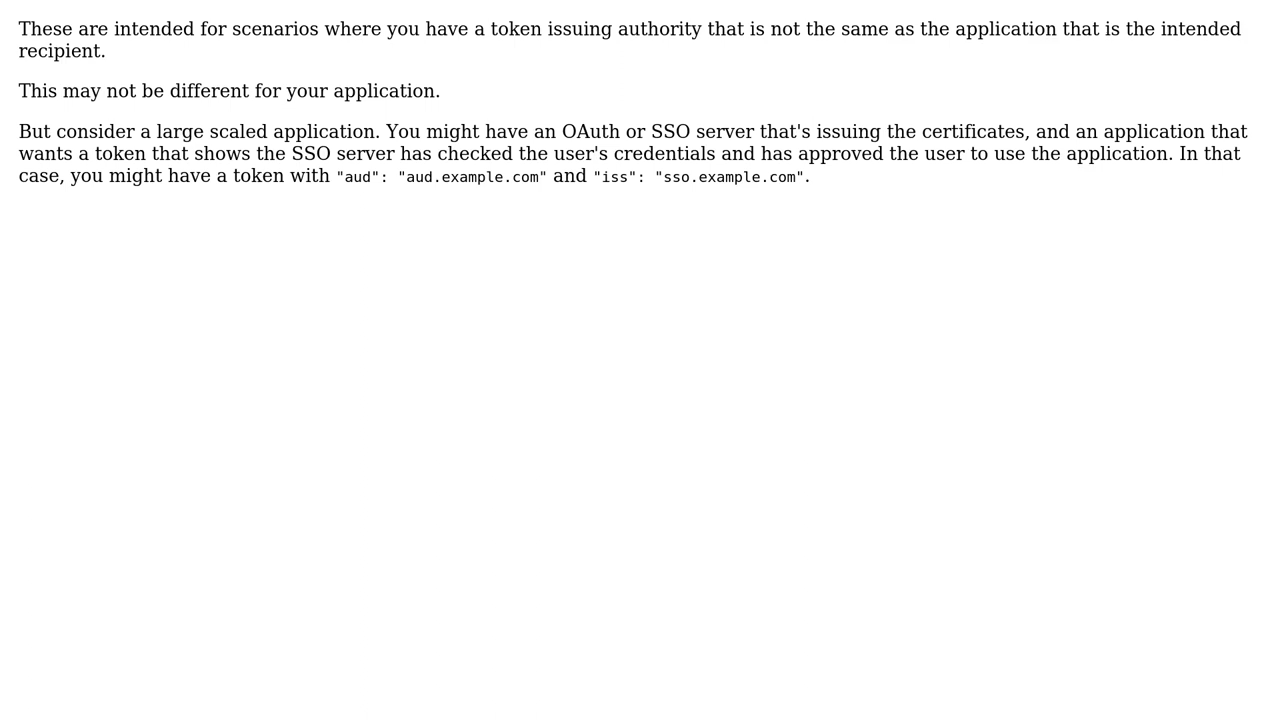 These are intended for scenarios where you have a token issuing authority that is not the same as the application that is the intended
recipient.
This may not be different for your application.
But consider a large scaled application. You might have an OAuth or SSO server that's issuing the certificates, and an application that
wants a token that shows the SSO server has checked the user's credentials and has approved the user to use the application. In that
case, you might have a token with "aud": "aud.example.com" and "iss": "sso.example.com".